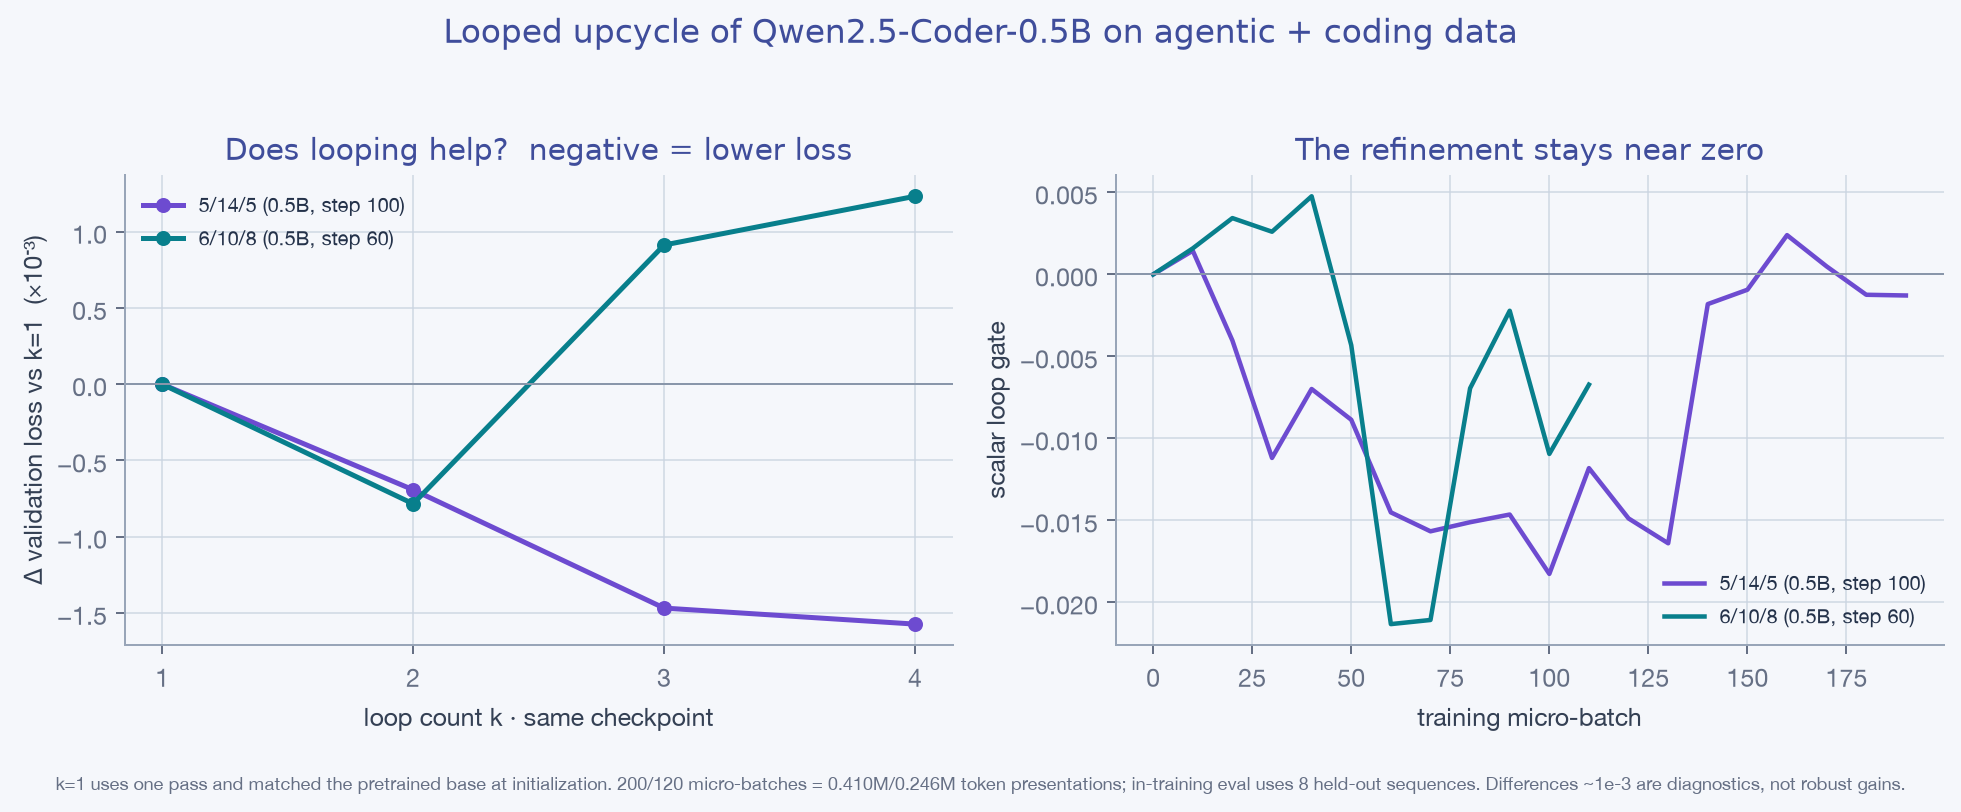 Looped upcycle of Qwen2.5-Coder-0.5B on agentic + coding data
Does looping help?  negative = lower loss
5/14/5 (0.5B, step 100)
6/10/8 (0.5B, step 60)
1.0
0.5
0.0
−0.5
−1.0
−1.5
Δ validation loss vs k=1 (×10⁻³)
1
2
3
4
loop count k · same checkpoint
The refinement stays near zero
0.005
0.000
−0.005
−0.010
−0.015
−0.020
scalar loop gate
5/14/5 (0.5B, step 100)
6/10/8 (0.5B, step 60)
0
25
50
75
100
125
150
175
training micro-batch
k=1 uses one pass and matched the pretrained base at initialization. 200/120 micro-batches = 0.410M/0.246M token presentations; in-training eval uses 8 held-out sequences. Differences ~1e-3 are diagnostics, not robust gains.